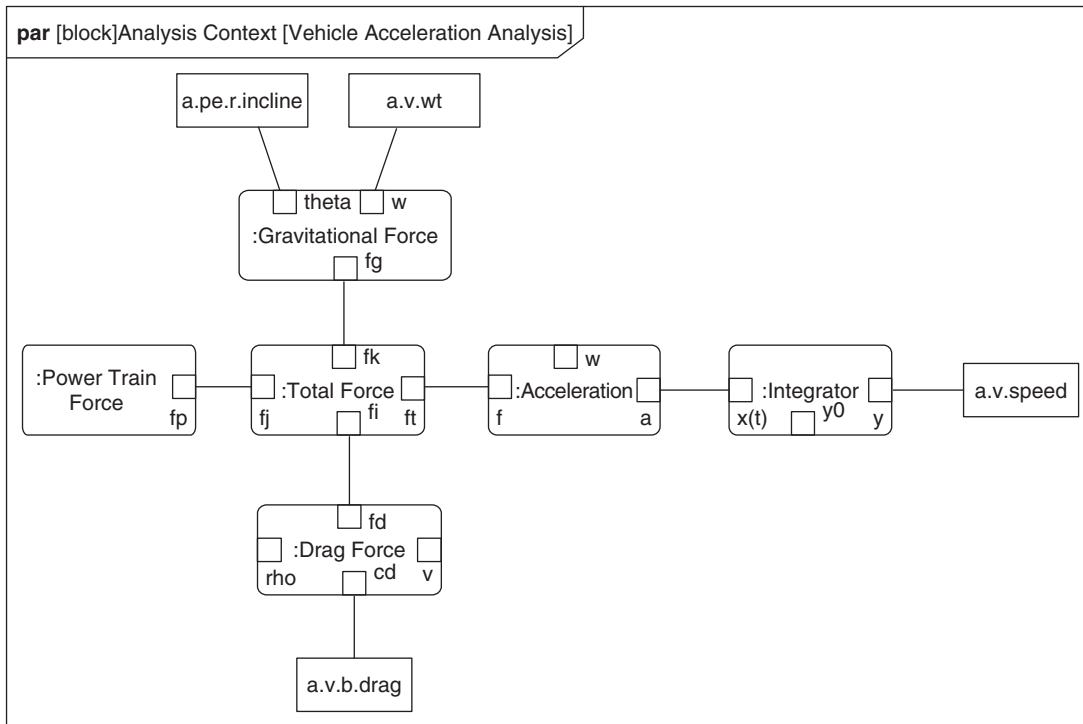 par [block]Analysis Context [Vehicle Acceleration Analysis]
a.pe.r.incline
a.v.wt
theta
w
:Gravitational Force
fg
:Power Train
Force
fp
fk
:Total Force
fj
fi
ft
w
:Acceleration
f
a
:Integrator
x(t)
y0
y
a.v.speed
fd
:Drag Force
rho
cd
v
a.v.b.drag